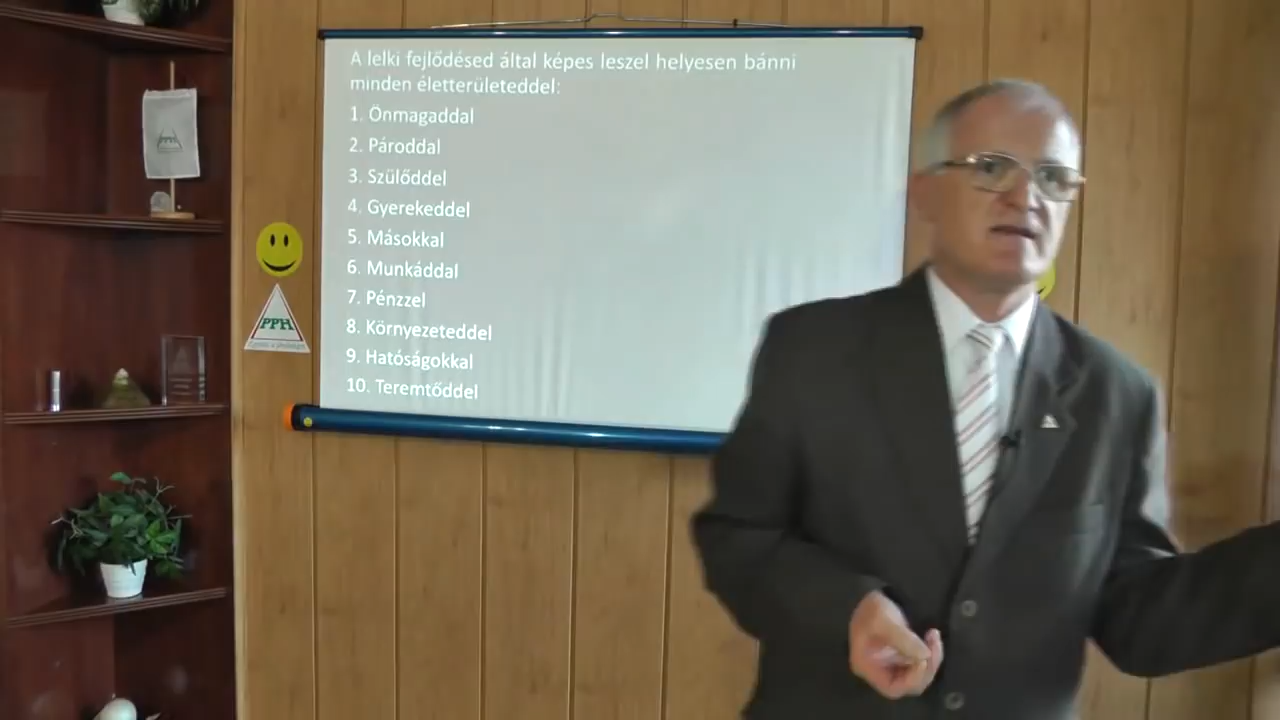 A lelki fejlődésed által képes leszel helyesen bánni
minden életterületeddel:
1. Önmagaddal
2. Pároddal
3. Szülőddel
4. Gyerekeddel
5. Másokkal
6. Munkáddal
7. Pénzzel
8. Környezeteddel
9. Hatóságokkal
10. Teremtőddel
PPH
PPH